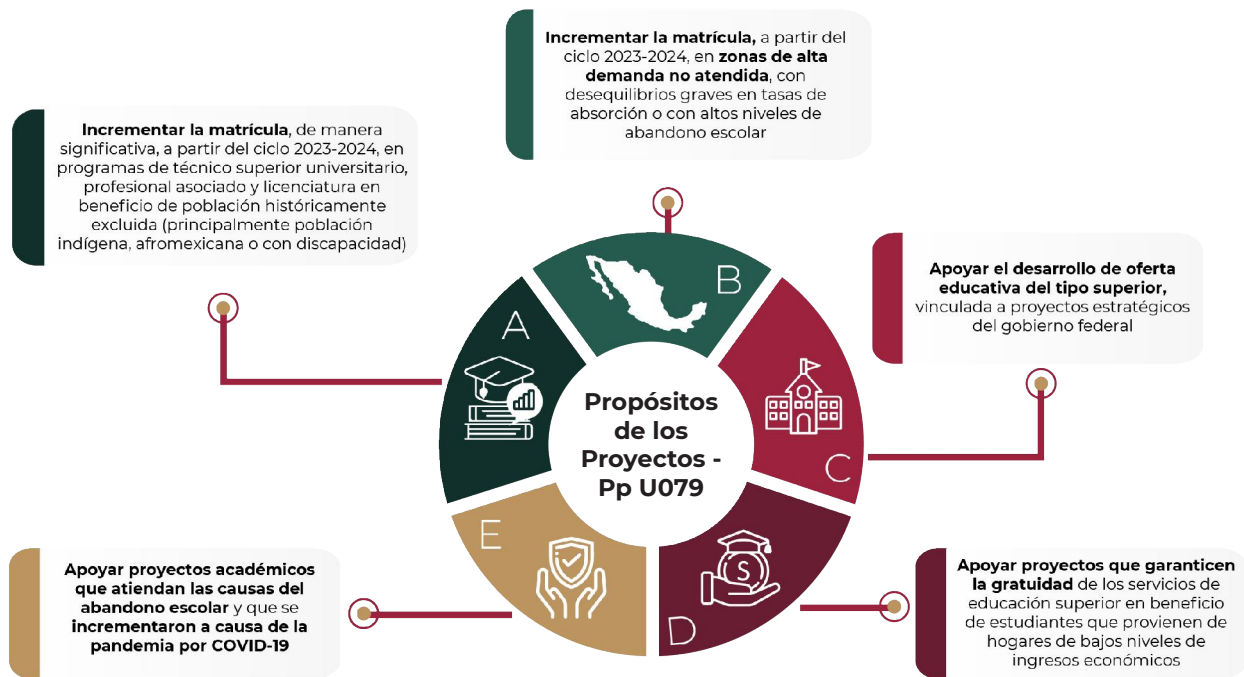 Incrementar la matrícula, de manera
significativa, a partir del ciclo 2023-2024, en
programas de técnico superior universitario,
profesional asociado y licenciatura en
beneficio de población históricamente
excluida (principalmente población
indígena, afromexicana o con discapacidad)
Incrementar la matrícula, a partir del
ciclo 2023-2024, en zonas de alta
demanda no atendida, con
desequilibrios graves en tasas de
absorción o con altos niveles de
abandono escolar
Apoyar el desarrollo de oferta
educativa del tipo superior,
vinculada a proyectos estratégicos
del gobierno federal
A
B
C
D
E
S
Propósitos
de los
Proyectos -
Pp U079
Apoyar proyectos académicos
que atiendan las causas del
abandono escolar y que se
incrementaron a causa de la
pandemia por COVID-19
Apoyar proyectos que garanticen
la gratuidad de los servicios de
educación superior en beneficio
de estudiantes que provienen de
hogares de bajos niveles de
ingresos económicos